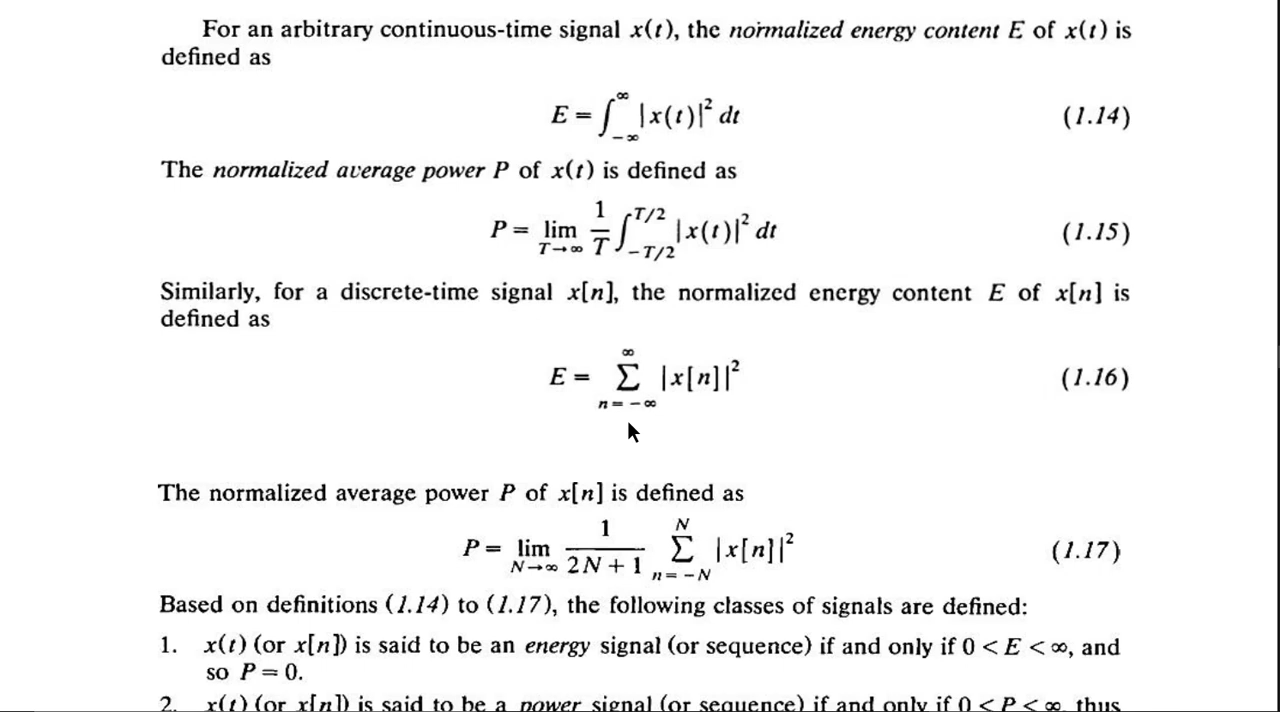 For an arbitrary continuous-time signal x(t), the normalized energy content E of x(t) is
defined as
E = ∫_{-∞}^{∞} |x(t)|² dt (1.14)
The normalized average power P of x(t) is defined as
P = lim_{T→∞} 1/T ∫_{-T/2}^{T/2} |x(t)|² dt (1.15)
Similarly, for a discrete-time signal x[n], the normalized energy content E of x[n] is
defined as
E = ∑_{n=-∞}^{∞} |x[n]|² (1.16)
The normalized average power P of x[n] is defined as
P = lim_{N→∞} 1/(2N + 1) ∑_{n=-N}^{N} |x[n]|² (1.17)
Based on definitions (1.14) to (1.17), the following classes of signals are defined:
1. x(t) (or x[n]) is said to be an energy signal (or sequence) if and only if 0 < E < ∞, and
so P = 0.
2. x(t) (or x[n]) is said to be a power signal (or sequence) if and only if 0 < P < ∞, thus